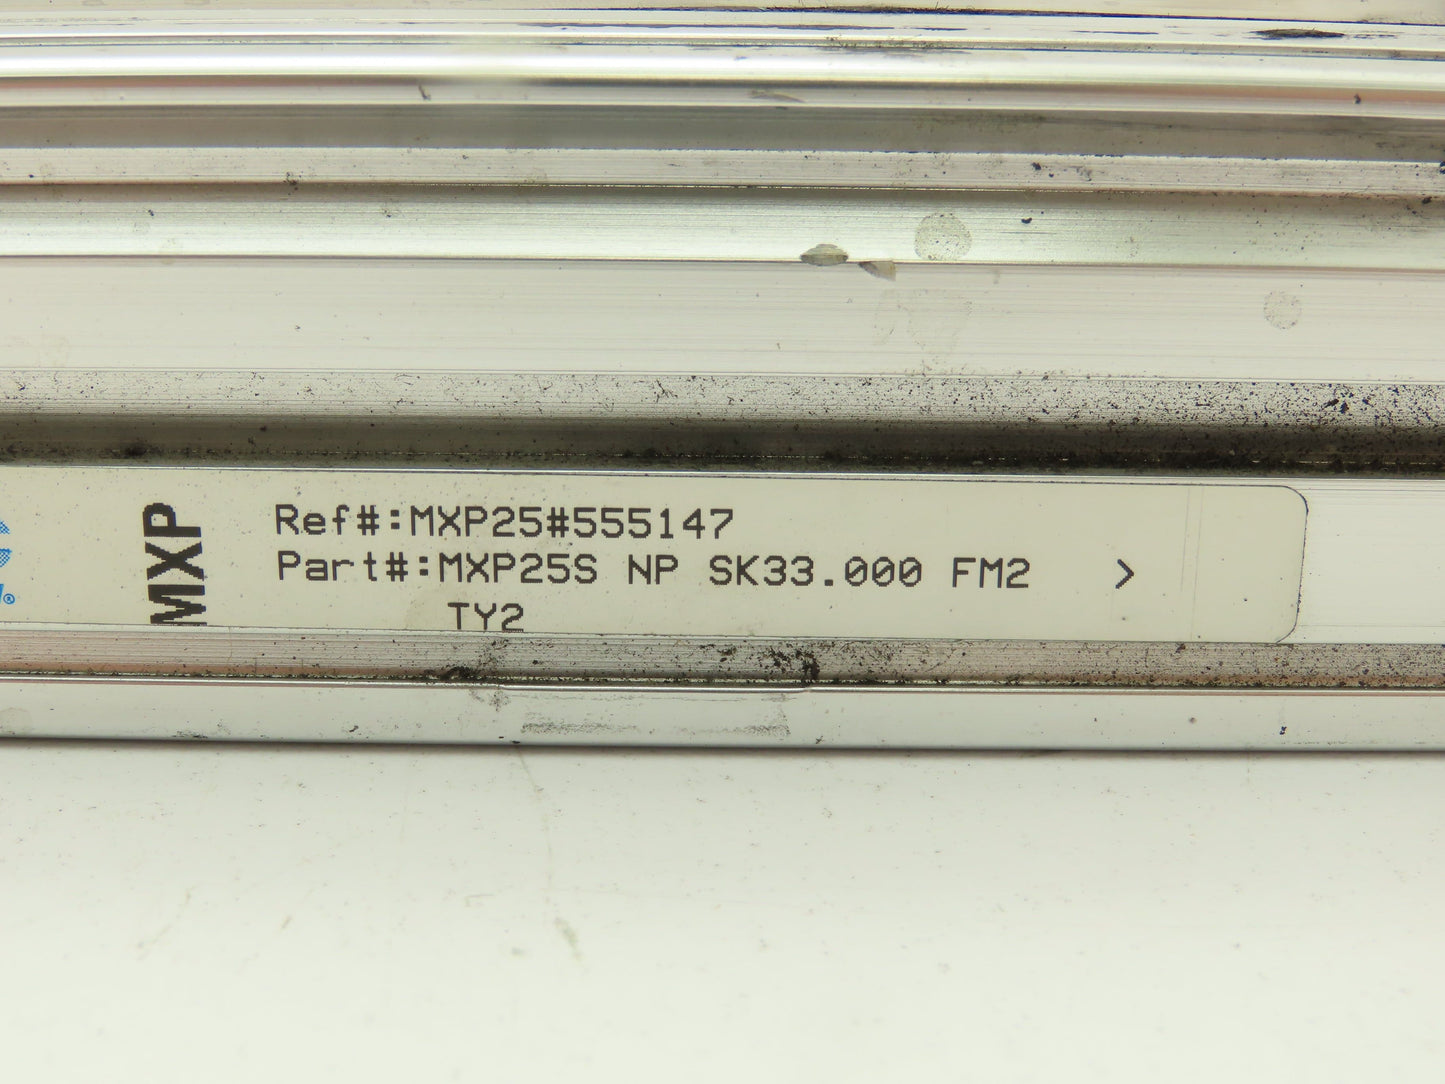 MXP
Ref#:MXP25#555147
Part#:MXP25S NP SK33.000 FM2 >
TY2